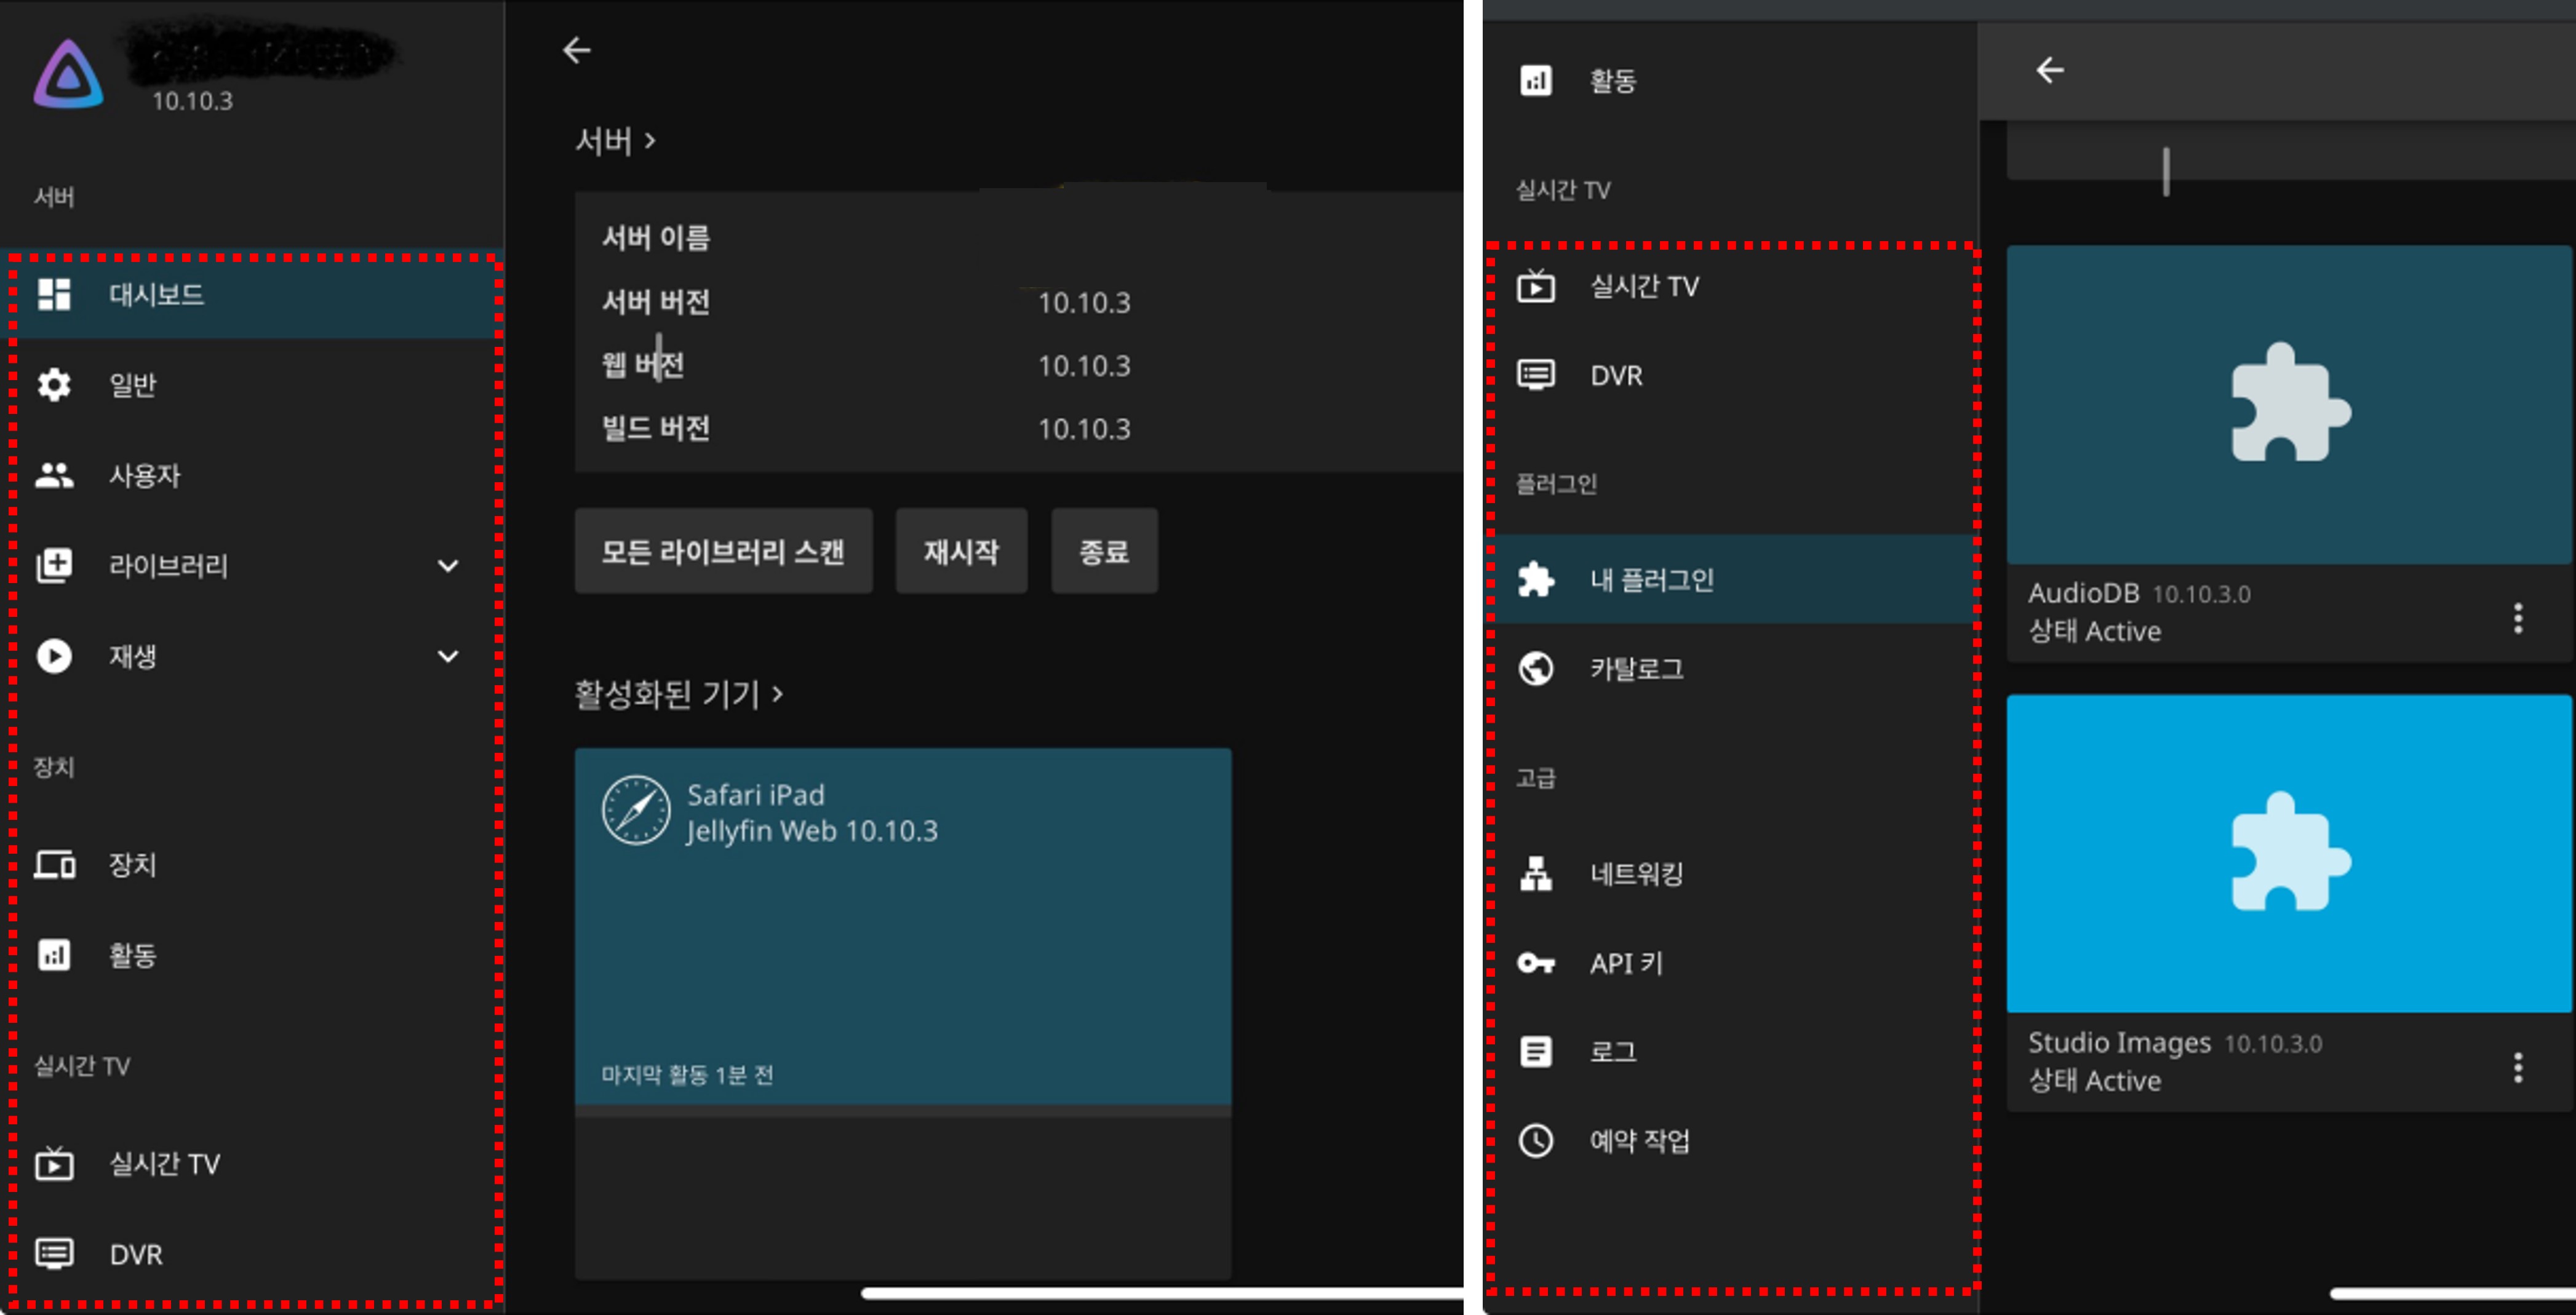 10.10.3
서버
대시보드
일반
사용자
라이브러리
재생
장치
장치
활동
실시간 TV
실시간 TV
DVR
서버 >
서버 이름
서버 버전 10.10.3
웹 버전 10.10.3
빌드 버전 10.10.3
모든 라이브러리 스캔 재시작 종료
활성화된 기기 >
Safari iPad
Jellyfin Web 10.10.3
마지막 활동 1분 전
활동
실시간 TV
실시간 TV
DVR
플러그인
내 플러그인
카탈로그
고급
네트워킹
API 키
로그
예약 작업
AudioDB 10.10.3.0
상태 Active
Studio Images 10.10.3.0
상태 Active